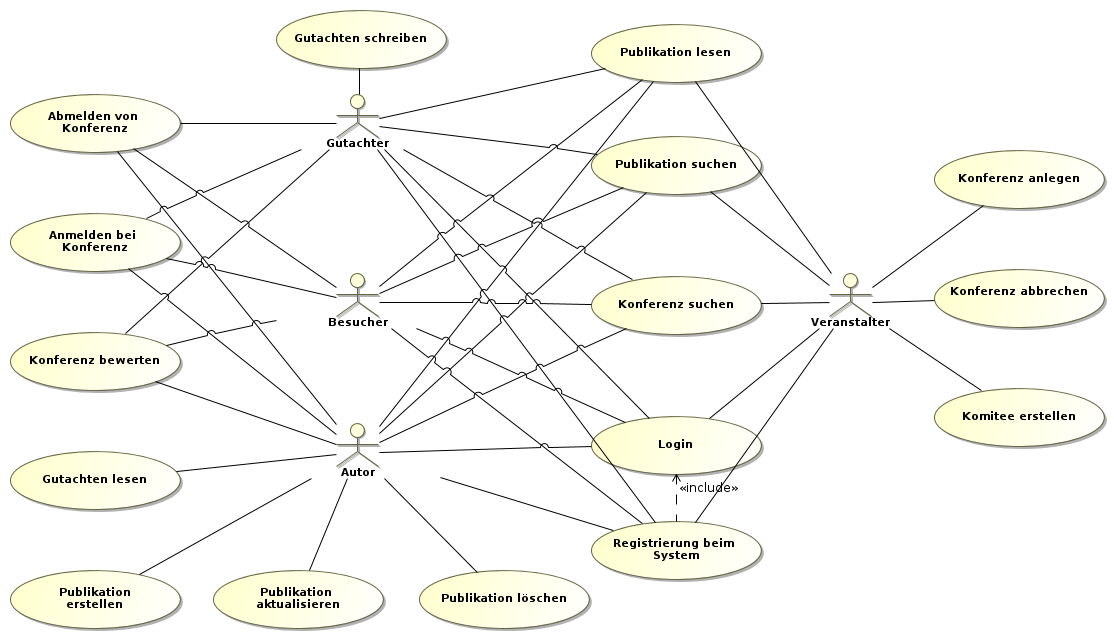 Gutachten schreiben
Publikation lesen
Abmelden von
Konferenz
Gutachter
Publikation suchen
Konferenz anlegen
Anmelden bei
Konferenz
Besucher
Konferenz suchen
Veranstalter
Konferenz abbrechen
Konferenz bewerten
Autor
Login
Komitee erstellen
Gutachten lesen
«include»
Registrierung beim
System
Publikation
erstellen
Publikation
aktualisieren
Publikation löschen